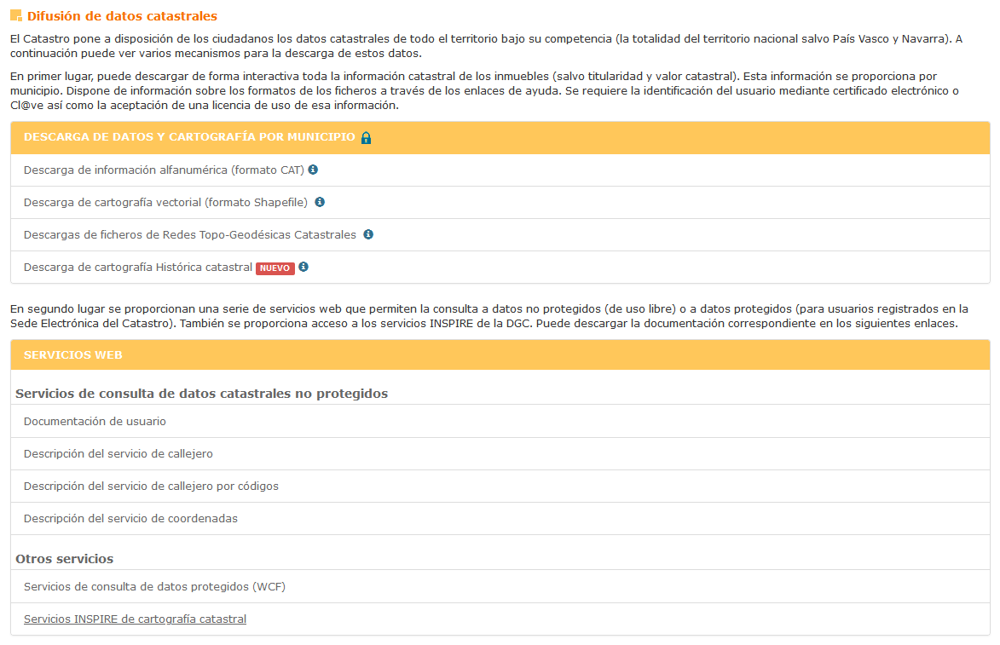 Difusión de datos catastrales
El Catastro pone a disposición de los ciudadanos los datos catastrales de todo el territorio bajo su competencia (la totalidad del territorio nacional salvo País Vasco y Navarra). A
continuación puede ver varios mecanismos para la descarga de estos datos.
En primer lugar, puede descargar de forma interactiva toda la información catastral de los inmuebles (salvo titularidad y valor catastral). Esta información se proporciona por
municipio. Dispone de información sobre los formatos de los ficheros a través de los enlaces de ayuda. Se requiere la identificación del usuario mediante certificado electrónico o
Cl@ve así como la aceptación de una licencia de uso de esa información.
DESCARGA DE DATOS Y CARTOGRAFÍA POR MUNICIPIO
Descarga de información alfanumérica (formato CAT)
Descarga de cartografía vectorial (formato Shapefile)
Descargas de ficheros de Redes Topo-Geodésicas Catastrales
Descarga de cartografía Histórica catastral NUEVO
En segundo lugar se proporcionan una serie de servicios web que permiten la consulta a datos no protegidos (de uso libre) o a datos protegidos (para usuarios registrados en la
Sede Electrónica del Catastro). También se proporciona acceso a los servicios INSPIRE de la DGC. Puede descargar la documentación correspondiente en los siguientes enlaces.
SERVICIOS WEB
Servicios de consulta de datos catastrales no protegidos
Documentación de usuario
Descripción del servicio de callejero
Descripción del servicio de callejero por códigos
Descripción del servicio de coordenadas
Otros servicios
Servicios de consulta de datos protegidos (WCF)
Servicios INSPIRE de cartografía catastral